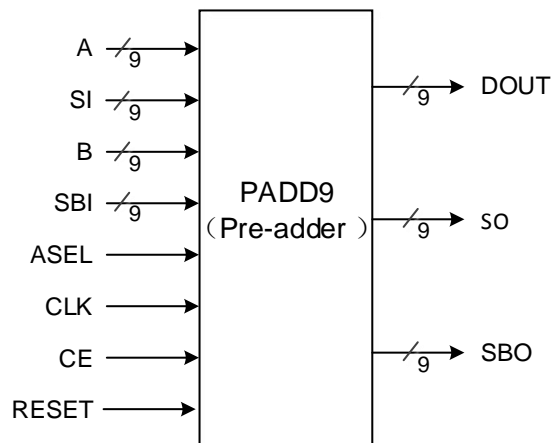 A
9
SI
9
B
9
SBI
9
ASEL
CLK
CE
RESET
PADD9
（Pre-adder ）
9
DOUT
9
SO
9
SBO